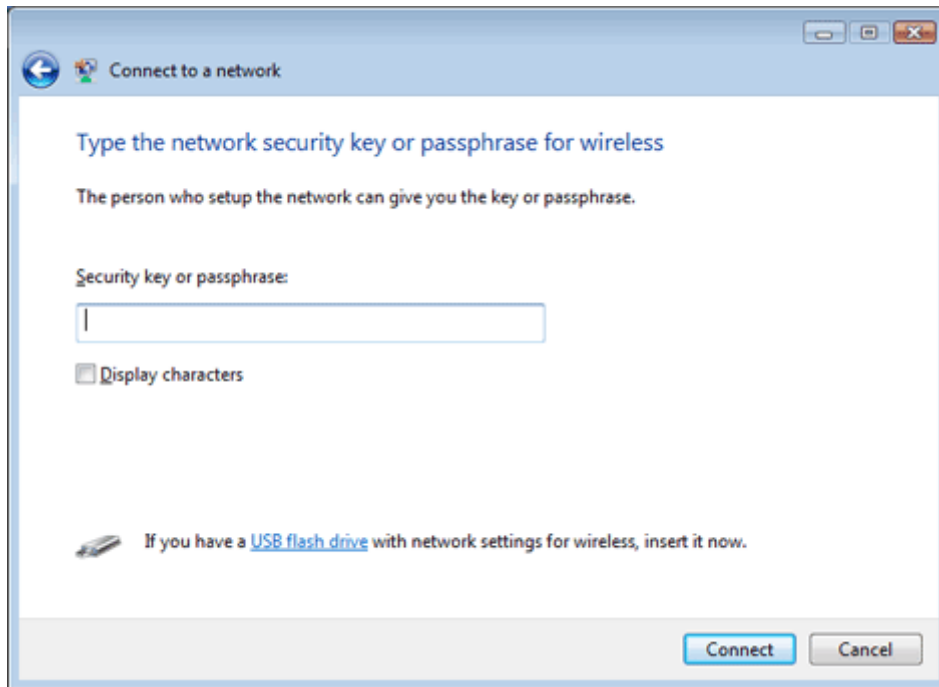 Connect to a network
Type the network security key or passphrase for wireless
The person who setup the network can give you the key or passphrase.
Security key or passphrase:
Display characters
If you have a USB flash drive with network settings for wireless, insert it now.
Connect Cancel